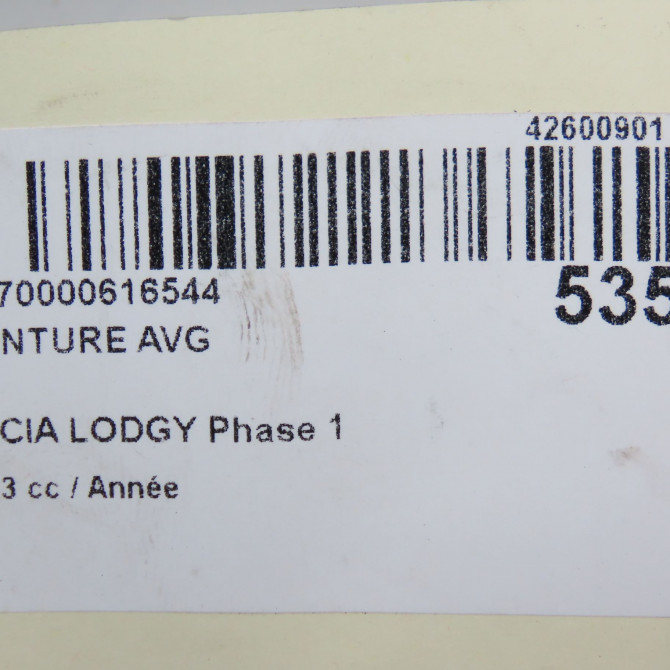 42600901
70000616544
535
NTURE AVG
CIA LODGY Phase 1
3 cc / Année